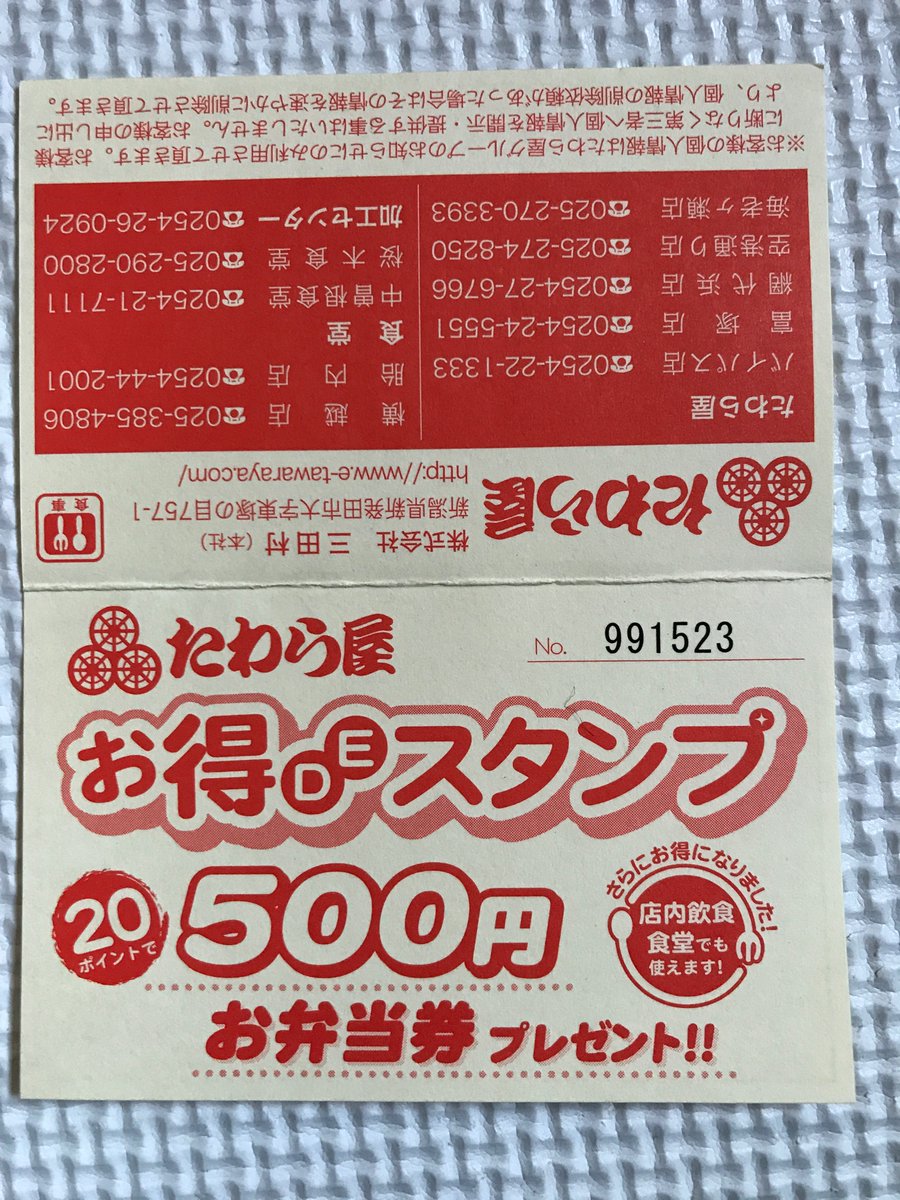 たわら屋
No. 991523
お得DEスタンプ
20ポイントで
500円
お弁当券プレゼント!!
さらにお得になりました!
店内飲食
食堂でも
使えます!
たわら屋
株式会社 三田村(本社)
新潟県新発田市大字東塚の目757-1
http://www.e-tawaraya.com/
食事
たわら屋
バイパス店 ☎0254-22-1333
富塚店 ☎0254-24-5551
網代浜店 ☎0254-27-6766
空港通り店 ☎025-274-8250
海老ヶ瀬店 ☎025-270-3393
横越店 ☎025-385-4806
胎内店 ☎0254-44-2001
食堂
中曽根食堂 ☎0254-21-7111
桜木食堂 ☎025-290-2800
加工センター ☎0254-26-0924
※お客様の個人情報はたわら屋グループのお知らせにのみ利用させて頂きます。お客様
に断りなく第三者へ個人情報を開示・提供する事はいたしません。お客様の申し出に
より、個人情報の削除依頼があった場合はその情報を速やかに削除させて頂きます。